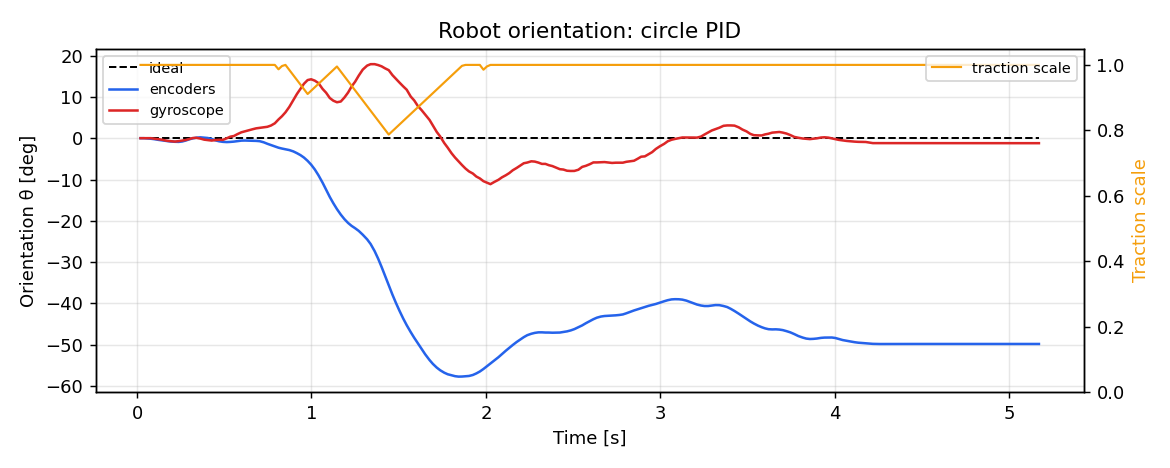 Robot orientation: circle PID
ideal
encoders
gyroscope
traction scale
20
10
0
−10
−20
−30
−40
−50
−60
Orientation θ [deg]
1.0
0.8
0.6
0.4
0.2
0.0
Traction scale
0
1
2
3
4
5
Time [s]